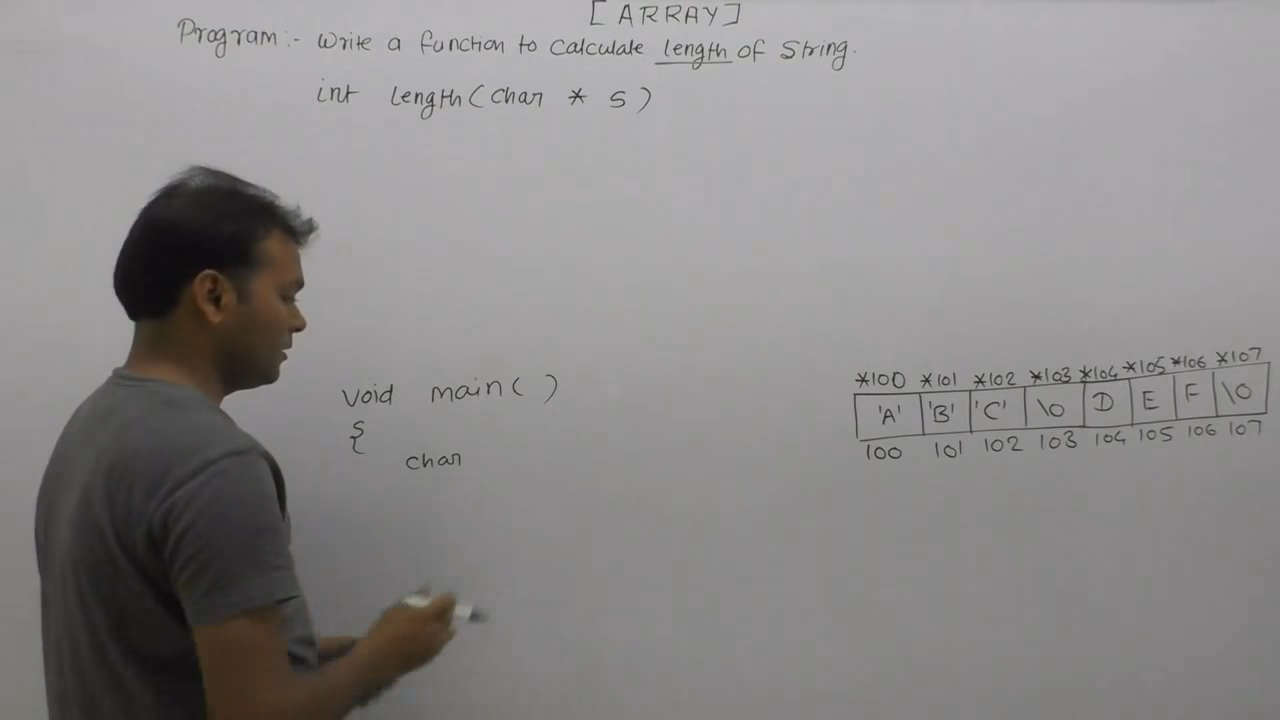 [ARRAY]
Program:- Write a function to Calculate length of String.
int length(char * s)
void main( )
{
char
*100 *101 *102 *103 *104 *105 *106 *107
'A' 'B' 'C' \0 D E F \0
100 101 102 103 104 105 106 107